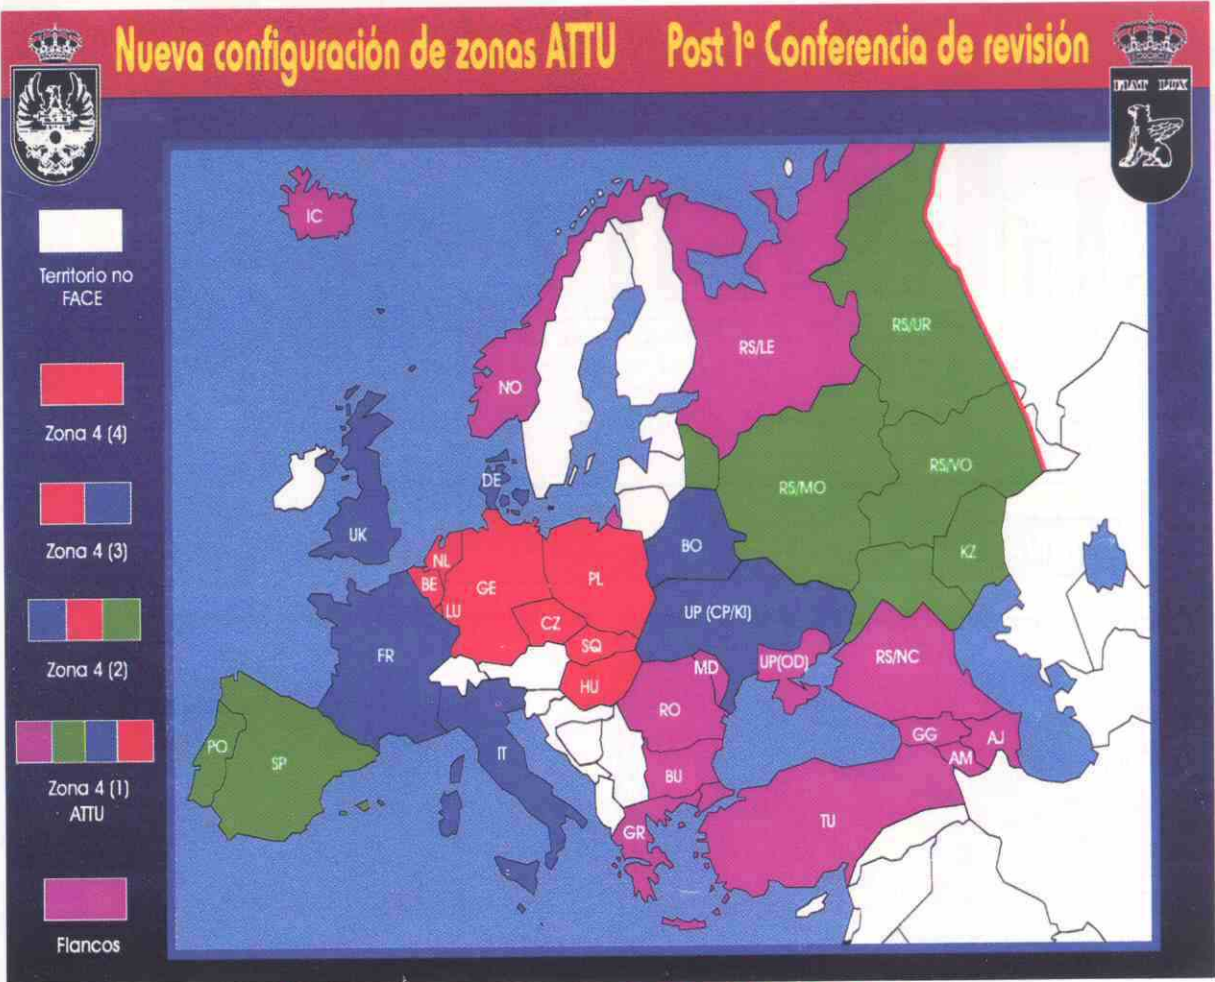 Nueva configuración de zonas ATTU Post 1ª Conferencia de revisión
FIAT LUX
Territorio no
FACE
Zona 4 (4)
Zona 4 (3)
Zona 4 (2)
Zona 4 (1)
ATTU
Flancos
IC
NO
RS/LE
RS/UR
RS/MO
RS/VO
KZ
DE
UK
NL
BE
GE
LU
PL
BO
CZ
SQ
UP (CP/KI)
FR
HU
MD
UP(OD)
RS/NC
RO
PO
SP
IT
BU
GG
AJ
AM
GR
TU